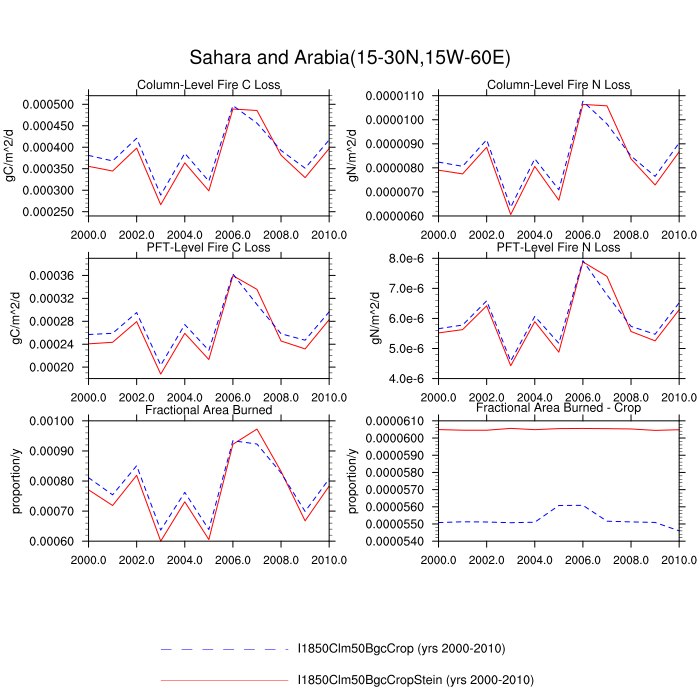 Sahara and Arabia(15-30N,15W-60E)
Column-Level Fire C Loss
gC/m^2/d
0.000500
0.000450
0.000400
0.000350
0.000300
0.000250
2000.0 2002.0 2004.0 2006.0 2008.0 2010.0
Column-Level Fire N Loss
gN/m^2/d
0.0000110
0.0000100
0.0000090
0.0000080
0.0000070
0.0000060
2000.0 2002.0 2004.0 2006.0 2008.0 2010.0
PFT-Level Fire C Loss
gC/m^2/d
0.00036
0.00032
0.00028
0.00024
0.00020
2000.0 2002.0 2004.0 2006.0 2008.0 2010.0
PFT-Level Fire N Loss
gN/m^2/d
8.0e-6
7.0e-6
6.0e-6
5.0e-6
4.0e-6
2000.0 2002.0 2004.0 2006.0 2008.0 2010.0
Fractional Area Burned
proportion/y
0.00100
0.00090
0.00080
0.00070
0.00060
2000.0 2002.0 2004.0 2006.0 2008.0 2010.0
Fractional Area Burned - Crop
proportion/y
0.0000610
0.0000600
0.0000590
0.0000580
0.0000570
0.0000560
0.0000550
0.0000540
2000.0 2002.0 2004.0 2006.0 2008.0 2010.0
I1850Clm50BgcCrop (yrs 2000-2010)
I1850Clm50BgcCropStein (yrs 2000-2010)